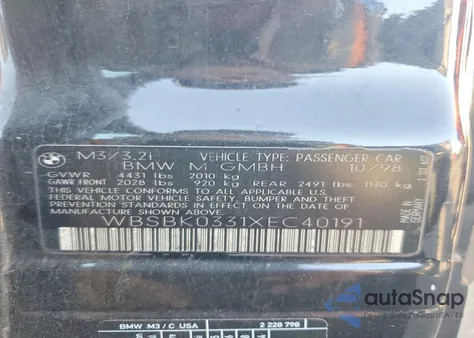 M3/3.2i VEHICLE TYPE: PASSENGER CAR
BMW M GMBH 10/98
GVWR 4431 lbs 2010 kg
GAWR FRONT 2028 lbs 920 kg REAR 2491 lbs 1130 kg
THIS VEHICLE CONFORMS TO ALL APPLICABLE
FEDERAL MOTOR VEHICLE SAFETY, BUMPER, AND THEFT
PREVENTION STANDARDS IN EFFECT ON THE DATE OF
MANUFACTURE SHOWN ABOVE.
WBSBK0331XEC40191
BMW M3 / C USA 2 228 798
autoSnap